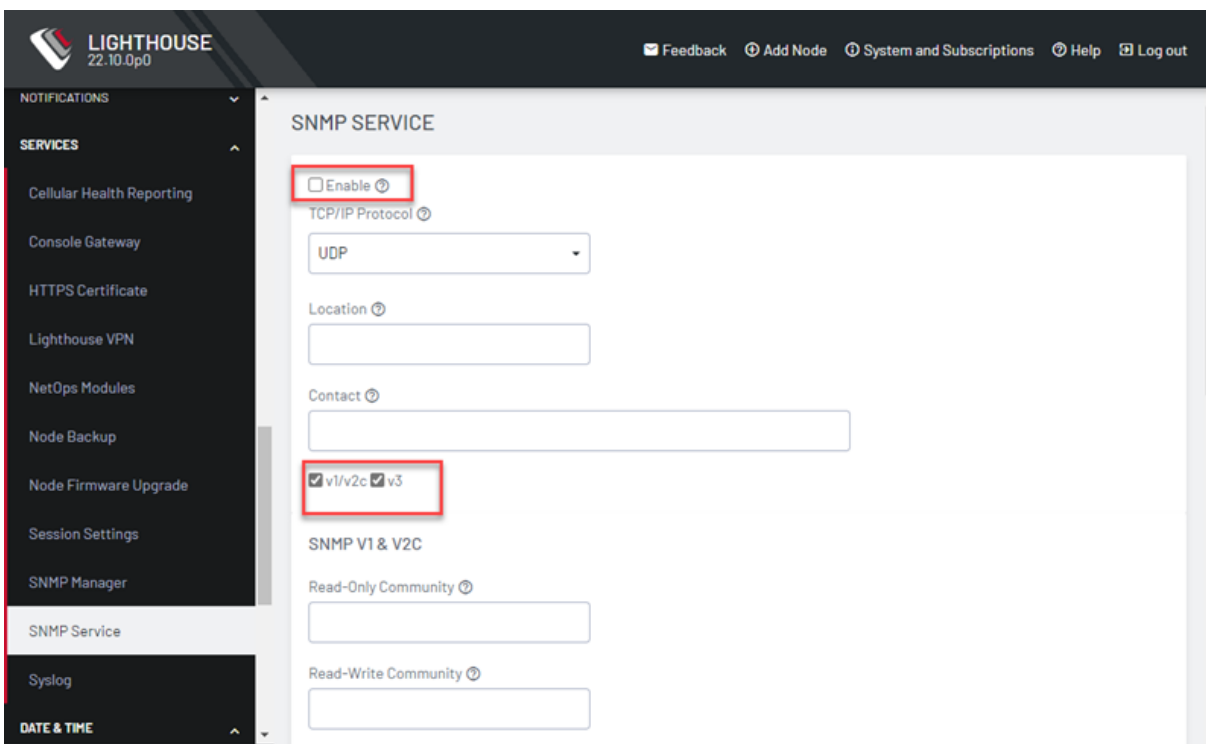 LIGHTHOUSE
22.10.0p0
Feedback Add Node System and Subscriptions Help Log out
NOTIFICATIONS
SERVICES
Cellular Health Reporting
Console Gateway
HTTPS Certificate
Lighthouse VPN
NetOps Modules
Node Backup
Node Firmware Upgrade
Session Settings
SNMP Manager
SNMP Service
Syslog
DATE & TIME
SNMP SERVICE
Enable
TCP/IP Protocol
UDP
Location
Contact
v1/v2c v3
SNMP V1 & V2C
Read-Only Community
Read-Write Community